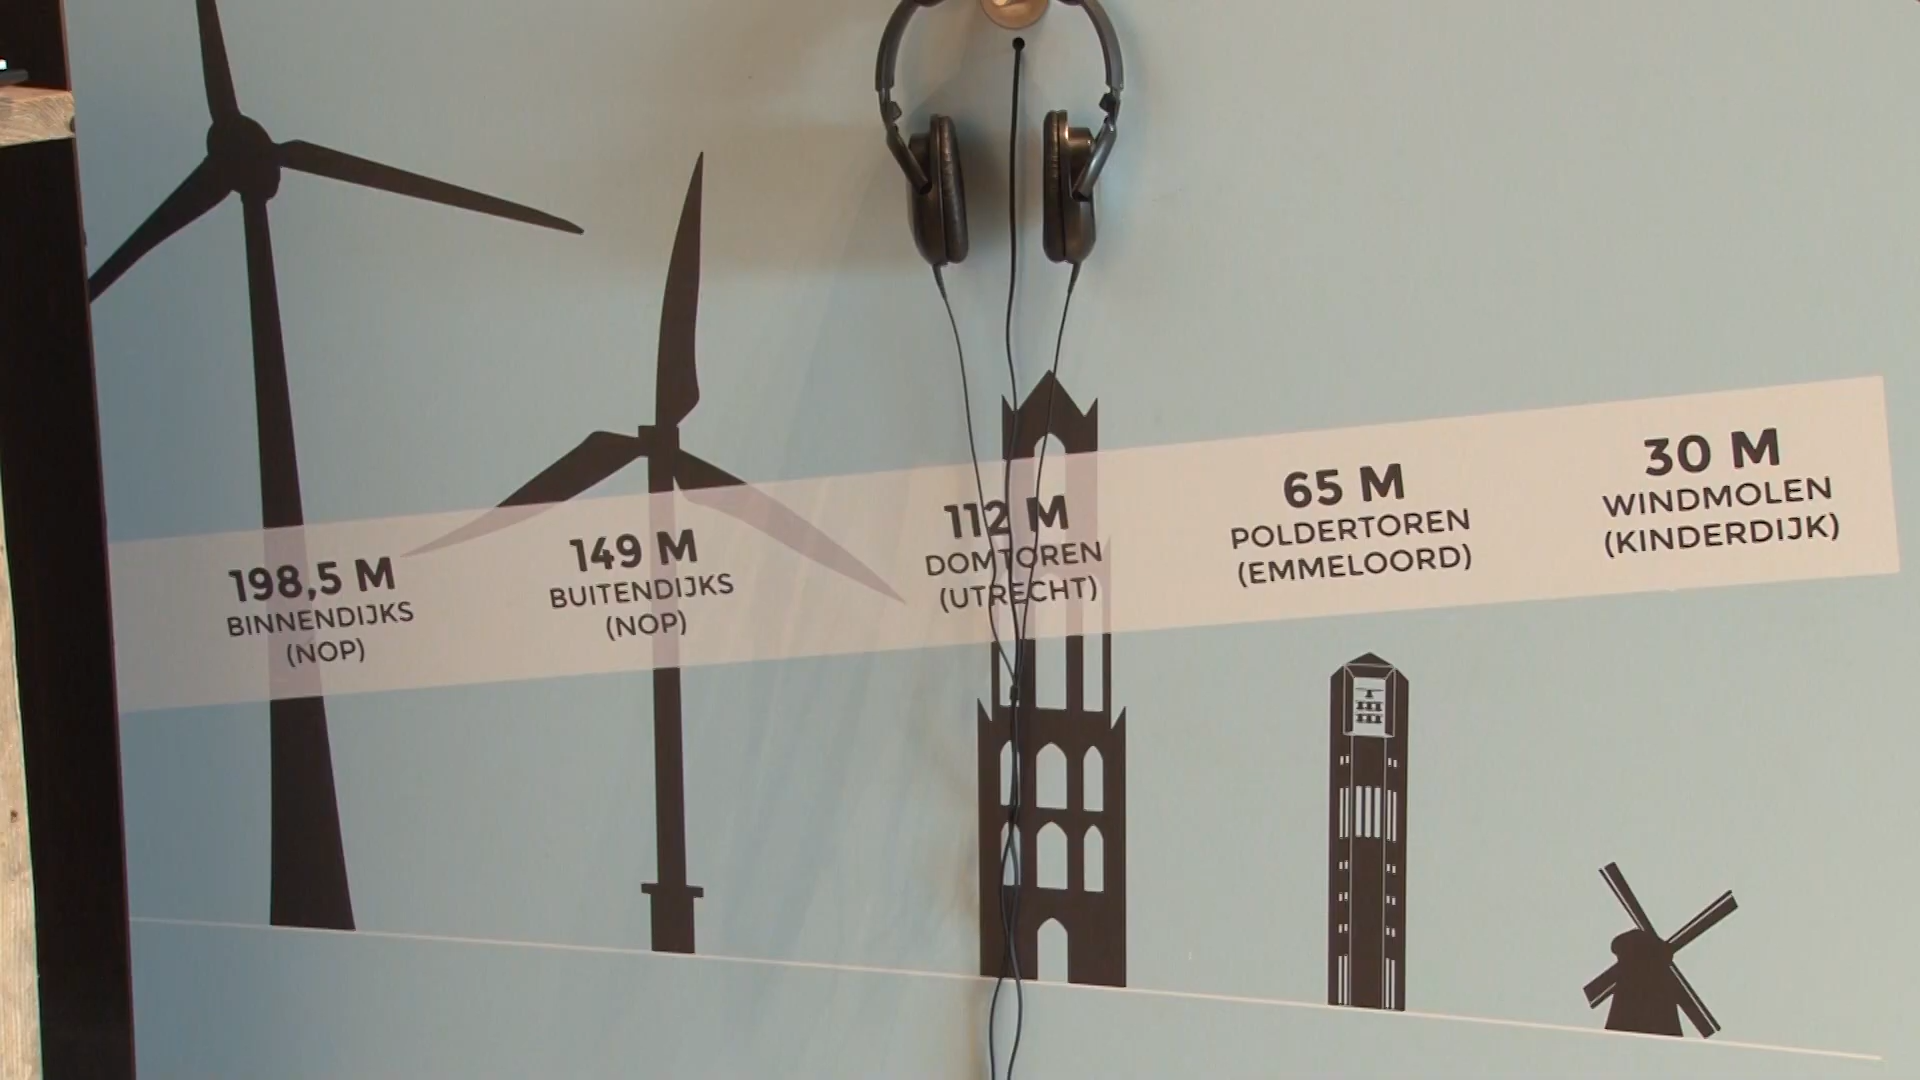 198,5 M
BINNENDIJKS
(NOP)
149 M
BUITENDIJKS
(NOP)
112 M
DOMTOREN
(UTRECHT)
65 M
POLDERTOREN
(EMMELOORD)
30 M
WINDMOLEN
(KINDERDIJK)